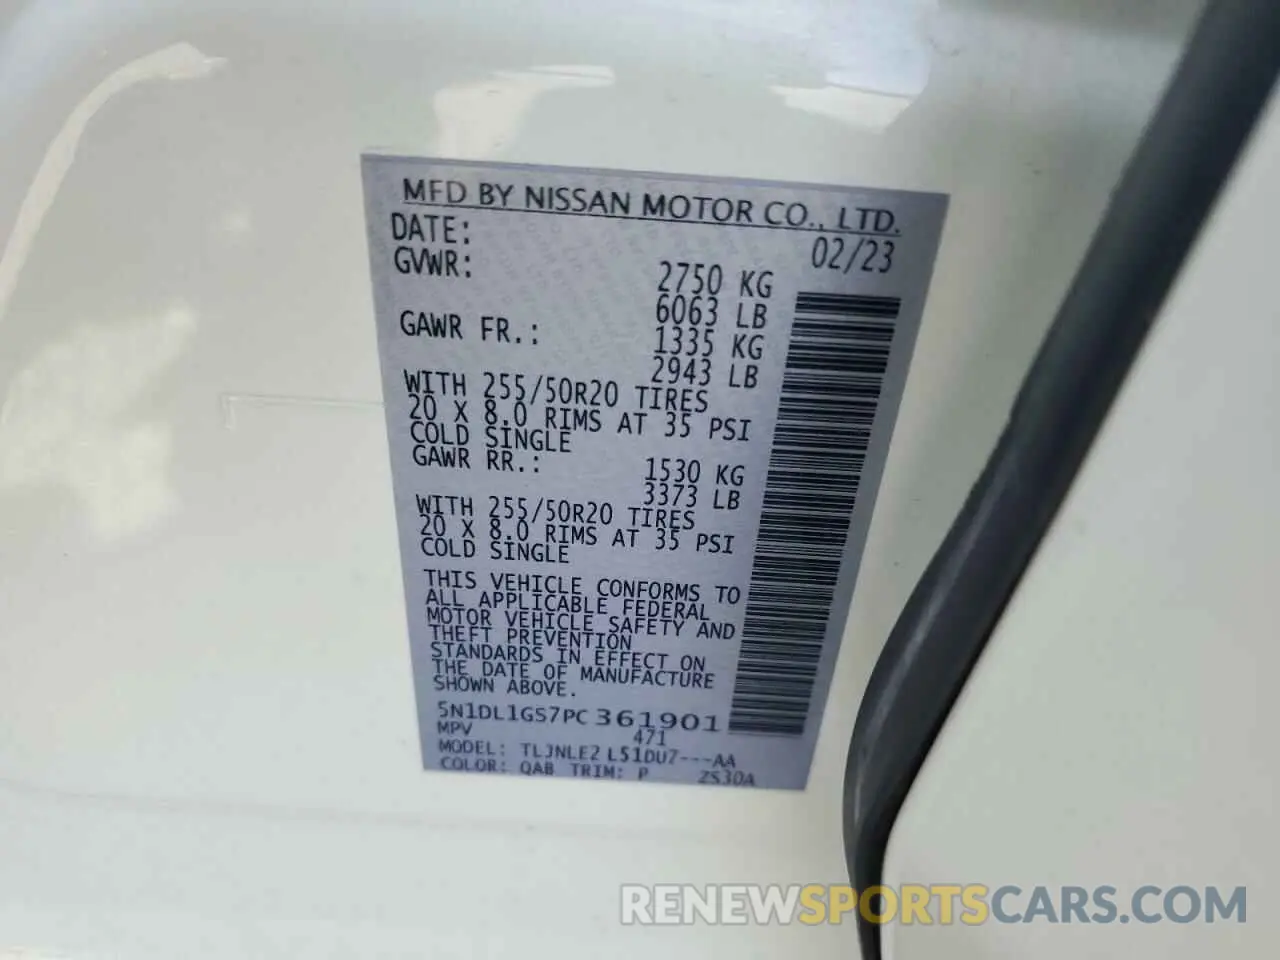 MFD BY NISSAN MOTOR CO., LTD.
DATE: 02/23
GVWR: 2750 KG
6063 LB
GAWR FR.: 1335 KG
2943 LB
WITH 255/50R20 TIRES
20 X 8.0 RIMS AT 35 PSI
COLD SINGLE
GAWR RR.: 1530 KG
3373 LB
WITH 255/50R20 TIRES
20 X 8.0 RIMS AT 35 PSI
COLD SINGLE
THIS VEHICLE CONFORMS TO
ALL APPLICABLE FEDERAL
MOTOR VEHICLE SAFETY AND
THEFT PREVENTION
STANDARDS IN EFFECT ON
THE DATE OF MANUFACTURE
SHOWN ABOVE.
5N1DL1GS7PC361901
MPV 471
MODEL: TLJNLE2 L51DU7---AA
COLOR: QAB TRIM: P ZS30A
RENEWSPORTSCARS.COM